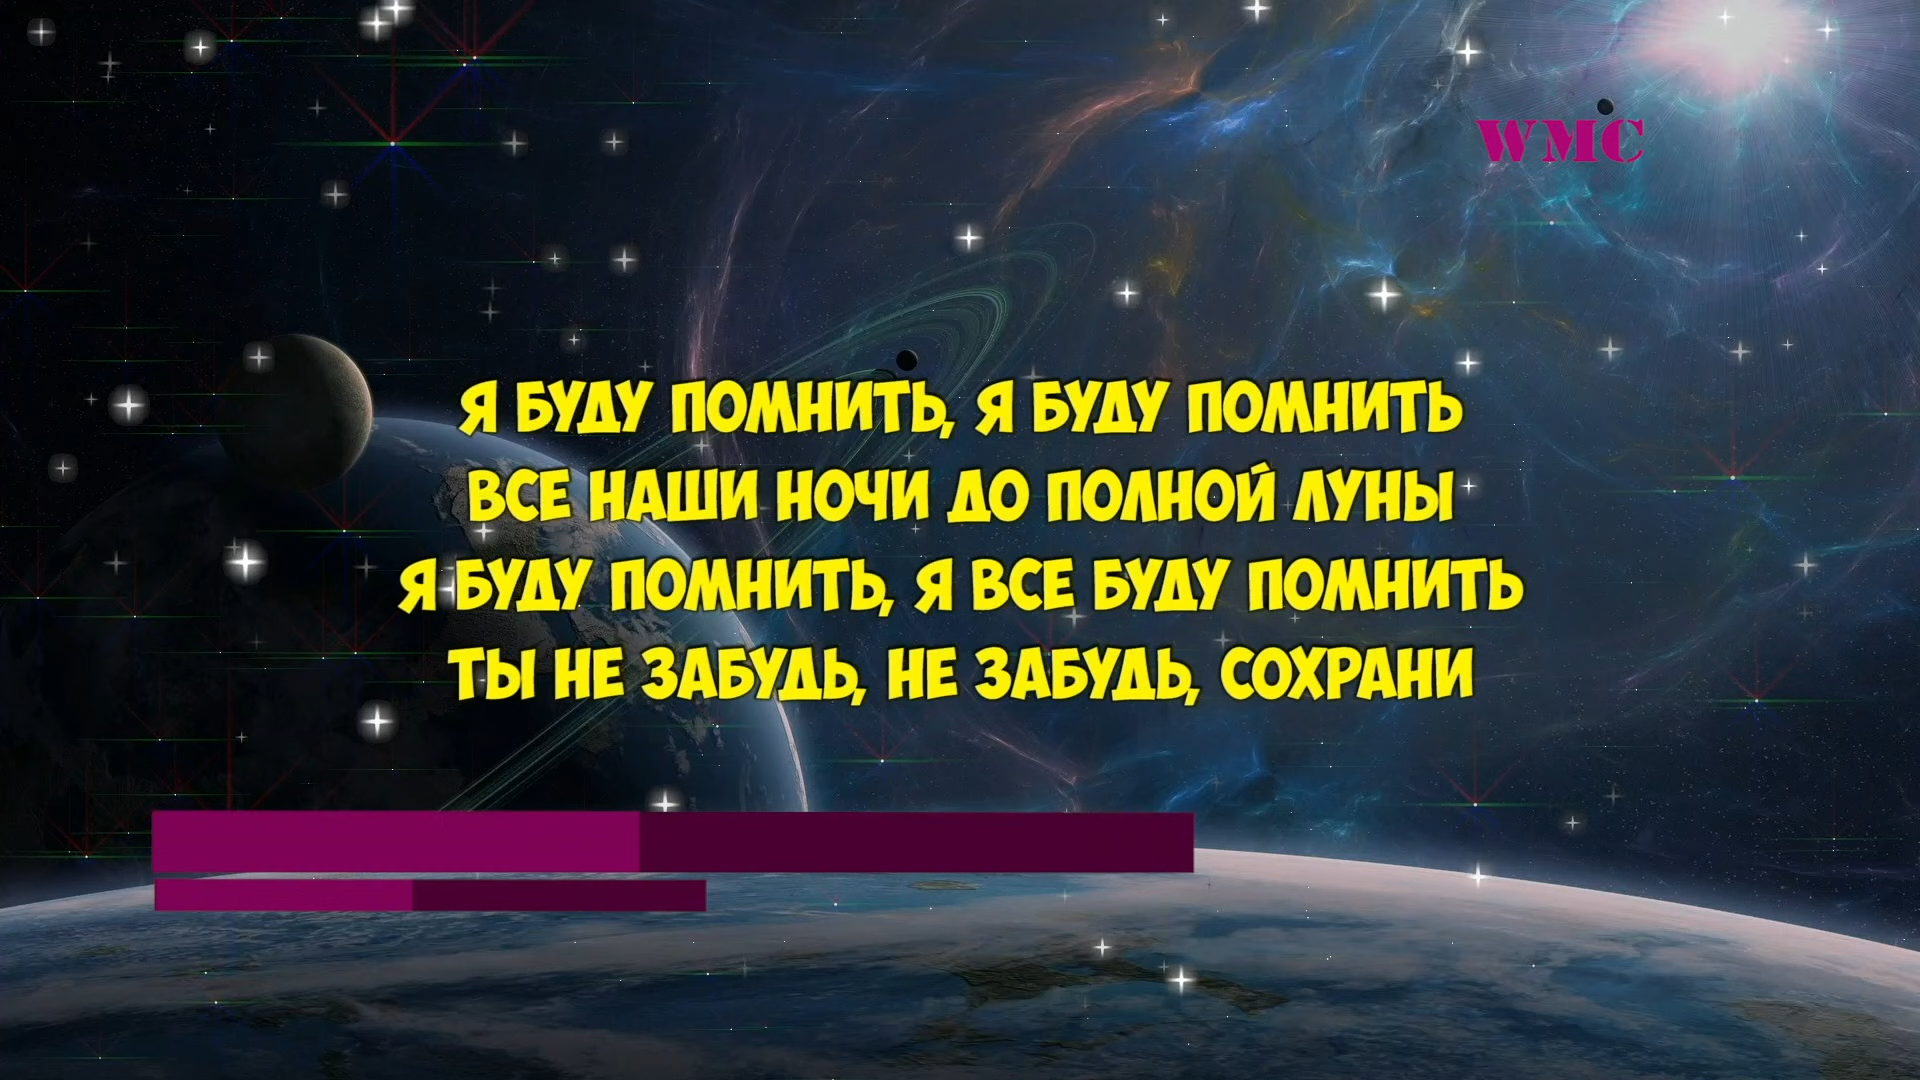 WMC
Я БУДУ ПОМНИТЬ, Я БУДУ ПОМНИТЬ
ВСЕ НАШИ НОЧИ ДО ПОЛНОЙ ЛУНЫ
Я БУДУ ПОМНИТЬ, Я ВСЕ БУДУ ПОМНИТЬ
ТЫ НЕ ЗАБУДЬ, НЕ ЗАБУДЬ, СОХРАНИ